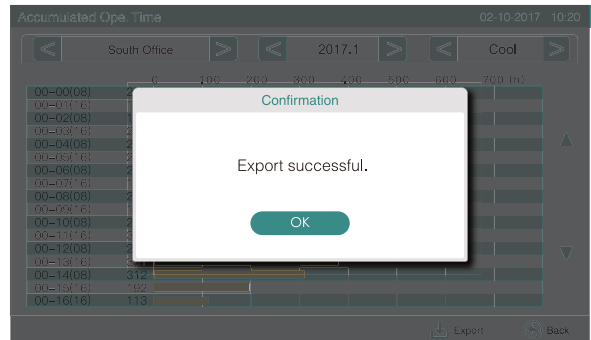 Accumulated Ope. Time 02-10-2017 10:20
< South Office > < 2017.1 > < Cool >
0 100 200 300 400 500 600 700 (h)
00-00(08)
00-01(16)
00-02(08)
00-03(16)
00-04(08)
00-05(16)
00-06(08)
00-07(16)
00-08(08)
00-09(16)
00-10(08)
00-11(16)
00-12(08)
00-13(16)
00-14(08) 312
00-15(16) 192
00-16(16) 113
Confirmation
Export successful.
OK
Export Back